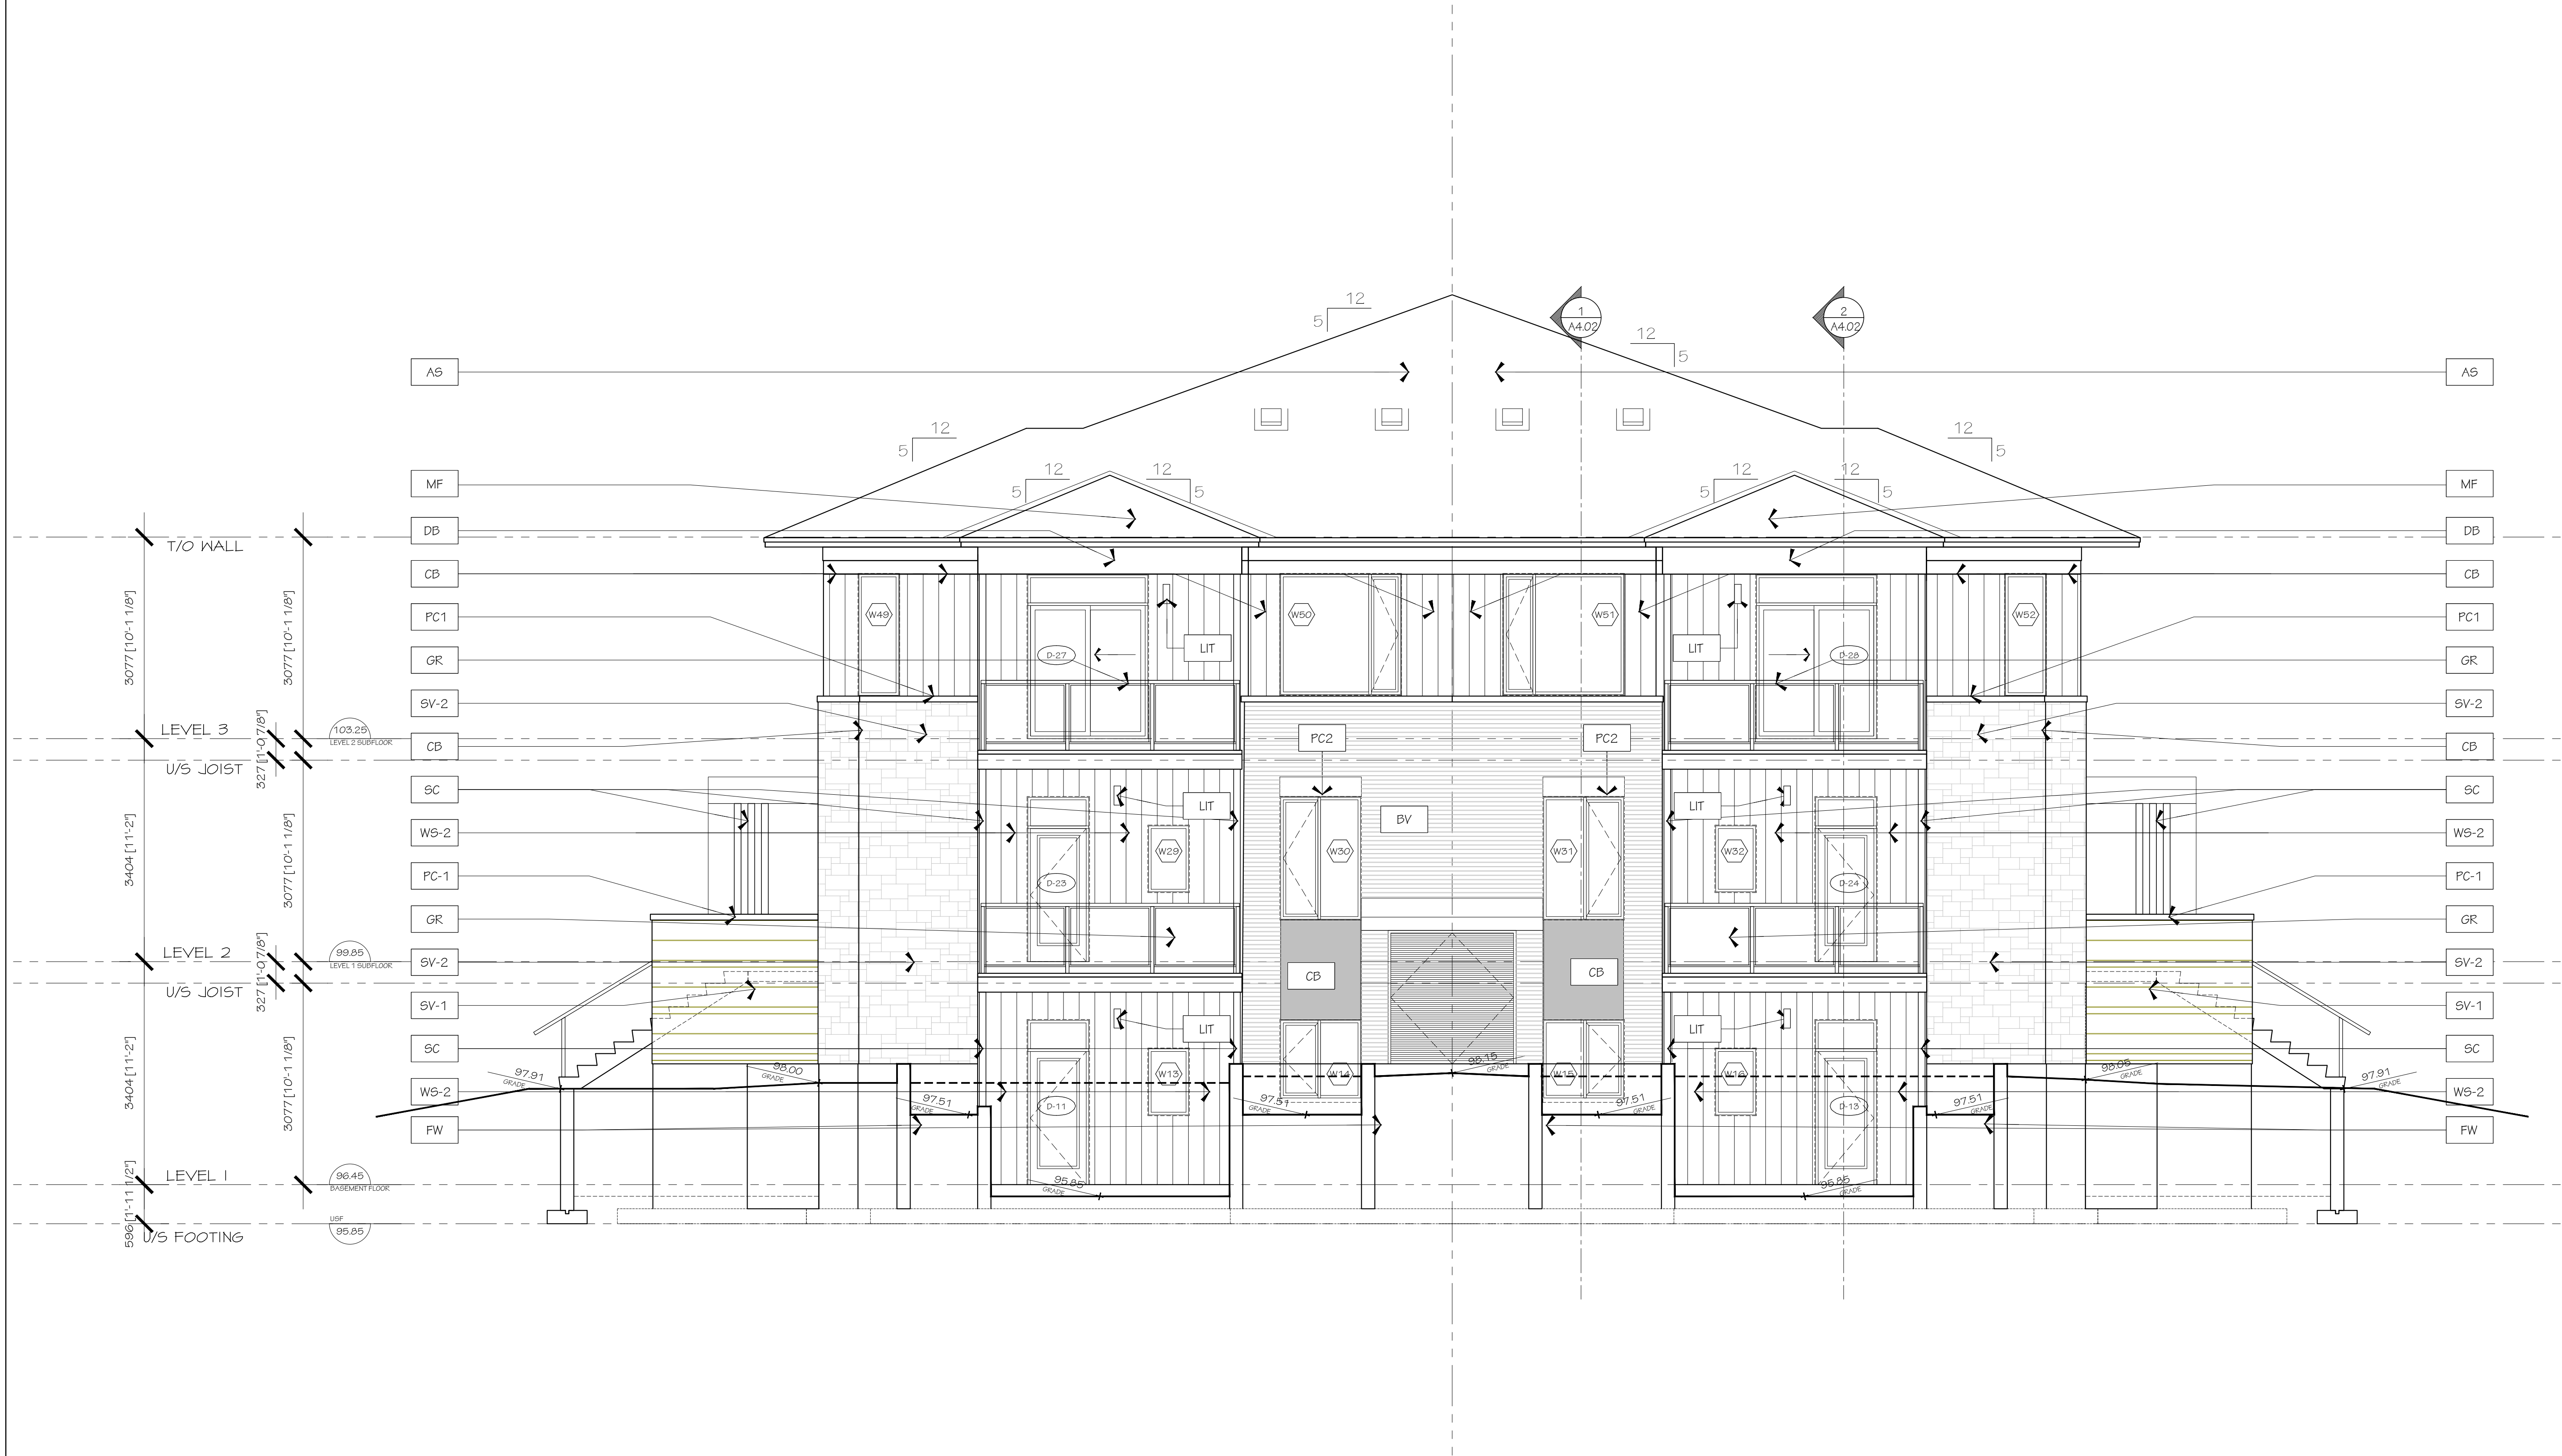 12
5
1
A4.02
2
A4.02
12
5
AS
AS
12
5
12
5
12
5
12
5
12
5
12
5
MF
MF
DB
DB
T/O WALL
CB
CB
W49
W50
W51
W52
PC1
PC1
3077 [10'-1 1/8"]
3077 [10'-1 1/8"]
LIT
LIT
D-27
D-28
GR
GR
SV-2
SV-2
LEVEL 3
103.25
LEVEL 2 SUBFLOOR
PC2
PC2
CB
CB
327 [1'-0 7/8"]
U/S JOIST
SC
SC
LIT
LIT
BV
WS-2
WS-2
W29
W30
W31
W32
3404 [11'-2"]
3077 [10'-1 1/8"]
PC-1
PC-1
D-23
D-24
GR
GR
LEVEL 2
99.85
LEVEL 1 SUBFLOOR
SV-2
SV-2
CB
CB
327 [1'-0 7/8"]
U/S JOIST
SV-1
SV-1
LIT
LIT
SC
SC
98.15
98.00
GRADE
98.05
GRADE
97.91
GRADE
97.91
GRADE
W13
W14
W15
W16
3404 [11'-2"]
3077 [10'-1 1/8"]
WS-2
WS-2
97.51
GRADE
97.51
GRADE
97.51
GRADE
97.51
GRADE
D-11
D-13
FW
FW
LEVEL 1
96.45
BASEMENT FLOOR
95.85
GRADE
95.85
GRADE
596 [1'-11 1/2"]
USF
95.85
U/S FOOTING